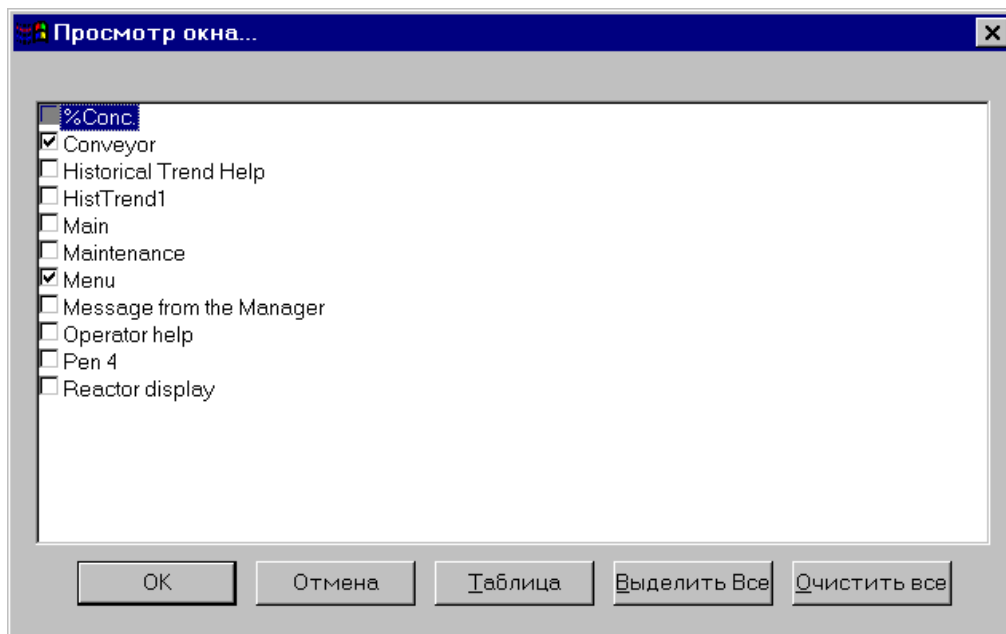 Просмотр окна...
%Conc.
Conveyor
Historical Trend Help
HistTrend1
Main
Maintenance
Menu
Message from the Manager
Operator help
Pen 4
Reactor display
OK Отмена Таблица Выделить Все Очистить все